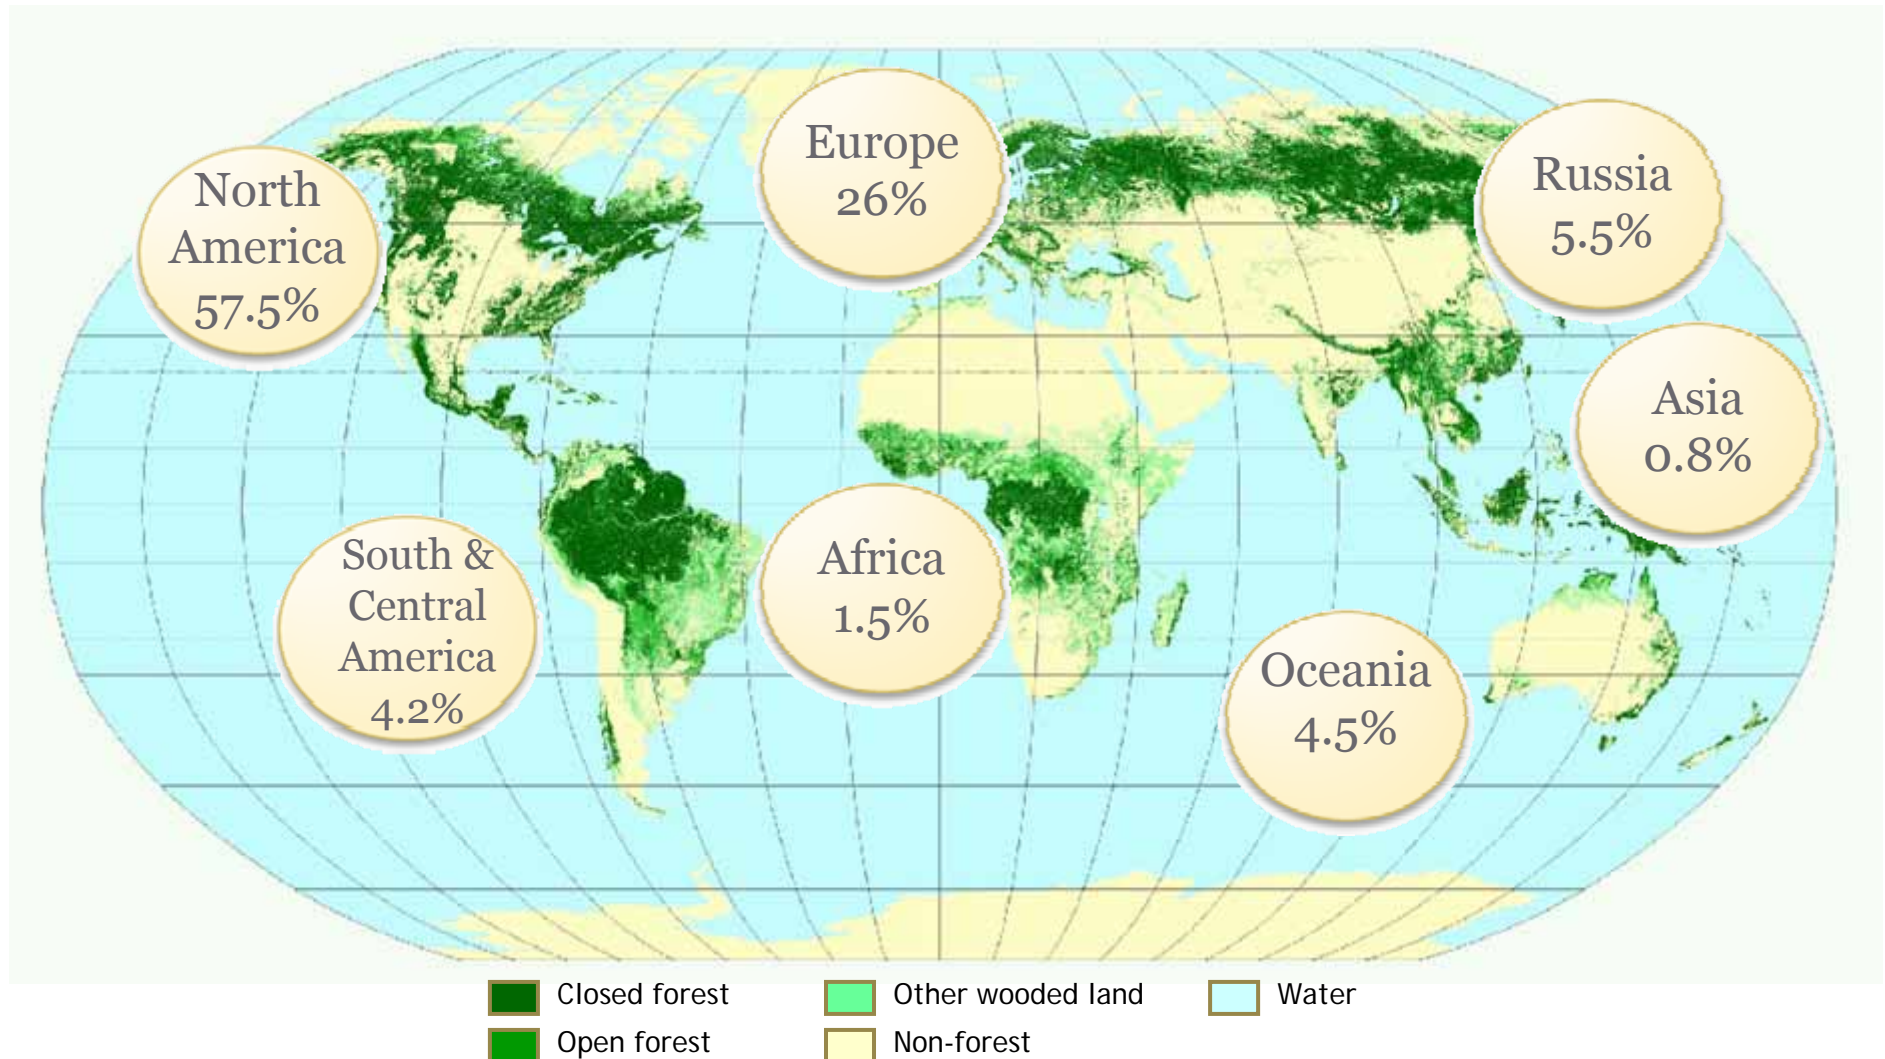 North
America
57.5%
Europe
26%
Russia
5.5%
Asia
0.8%
South &
Central
America
4.2%
Africa
1.5%
Oceania
4.5%
Closed forest
Other wooded land
Water
Open forest
Non-forest